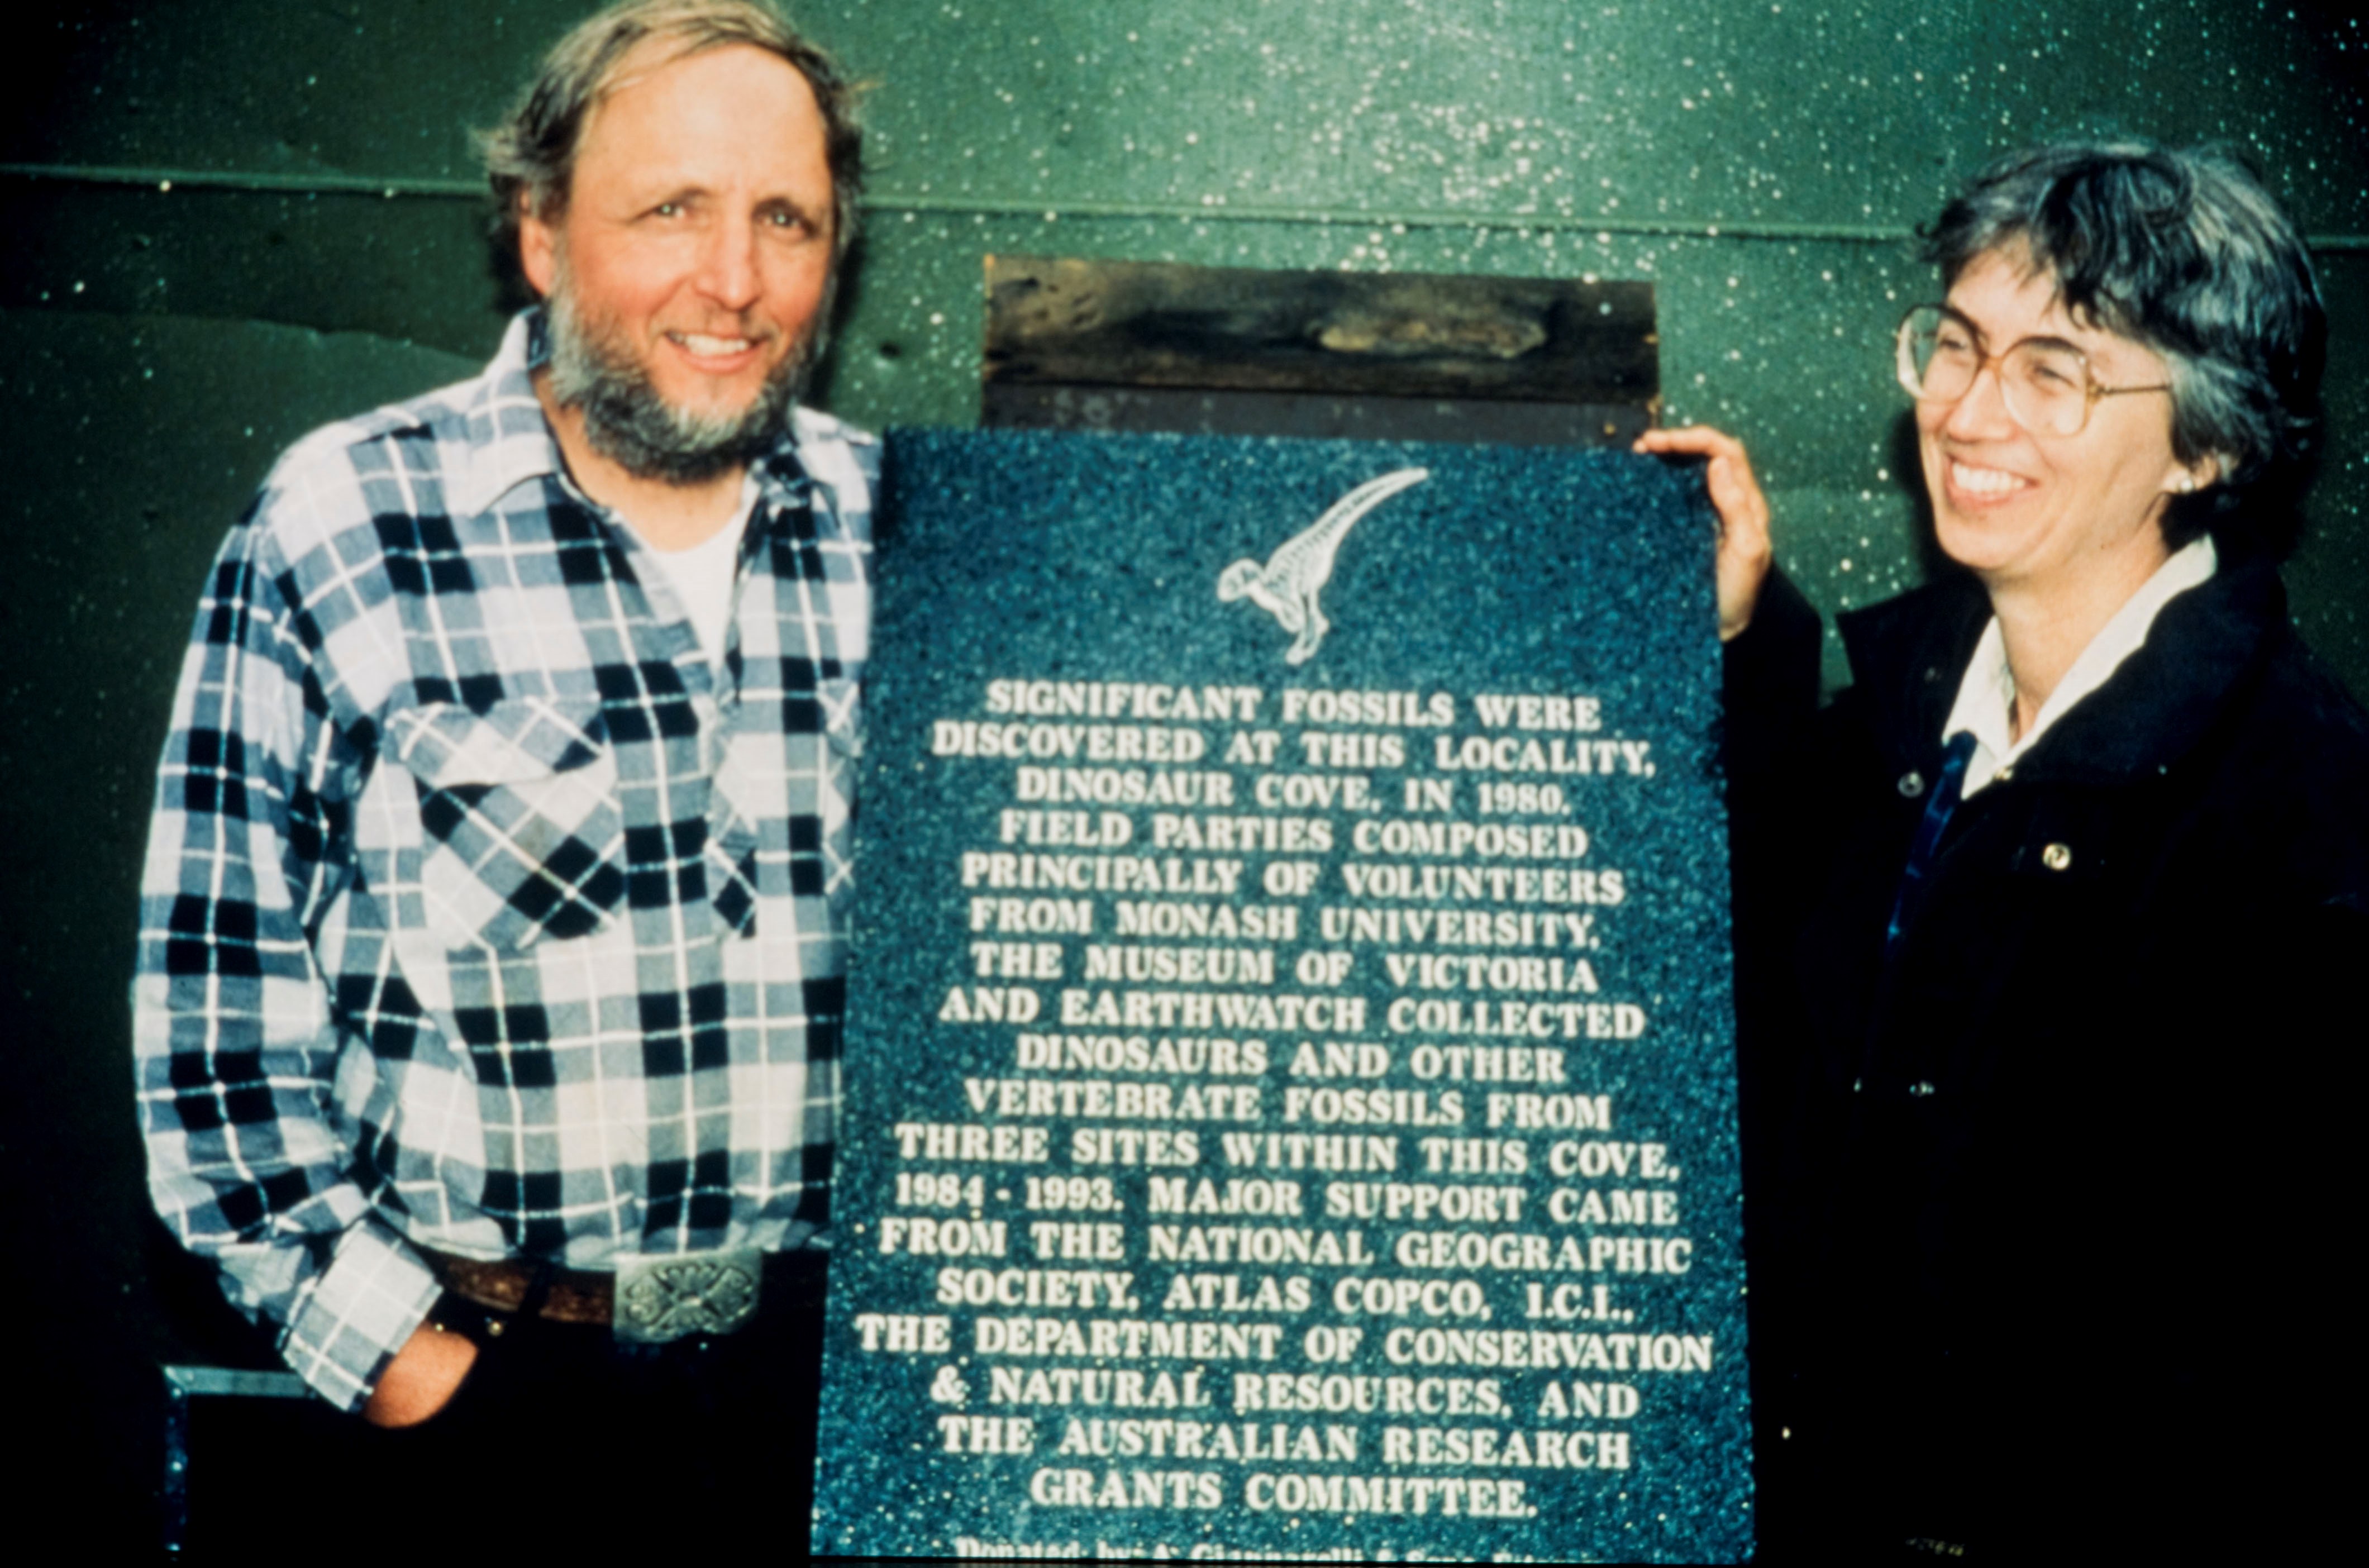 SIGNIFICANT FOSSILS WERE
DISCOVERED AT THIS LOCALITY,
DINOSAUR COVE, IN 1980.
FIELD PARTIES COMPOSED
PRINCIPALLY OF VOLUNTEERS
FROM MONASH UNIVERSITY,
THE MUSEUM OF VICTORIA
AND EARTHWATCH COLLECTED
DINOSAURS AND OTHER
VERTEBRATE FOSSILS FROM
THREE SITES WITHIN THIS COVE,
1984 - 1993. MAJOR SUPPORT CAME
FROM THE NATIONAL GEOGRAPHIC
SOCIETY, ATLAS COPCO, I.C.I.,
THE DEPARTMENT OF CONSERVATION
& NATURAL RESOURCES, AND
THE AUSTRALIAN RESEARCH
GRANTS COMMITTEE.
Donated by A.